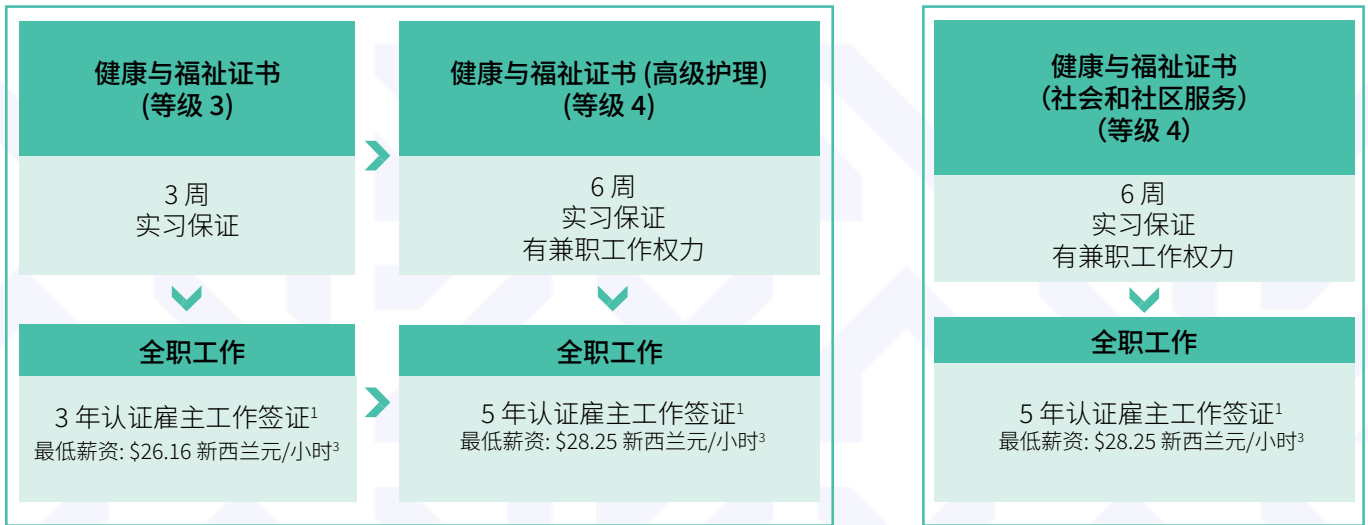 健康与福祉证书
(等级 3)
3 周
实习保证
全职工作
3 年认证雇主工作签证¹
最低薪资: $26.16 新西兰元/小时³
健康与福祉证书 (高级护理)
(等级 4)
6 周
实习保证
有兼职工作权力
全职工作
5 年认证雇主工作签证¹
最低薪资: $28.25 新西兰元/小时³
健康与福祉证书
（社会和社区服务）
（等级 4）
6 周
实习保证
有兼职工作权力
全职工作
5 年认证雇主工作签证¹
最低薪资: $28.25 新西兰元/小时³